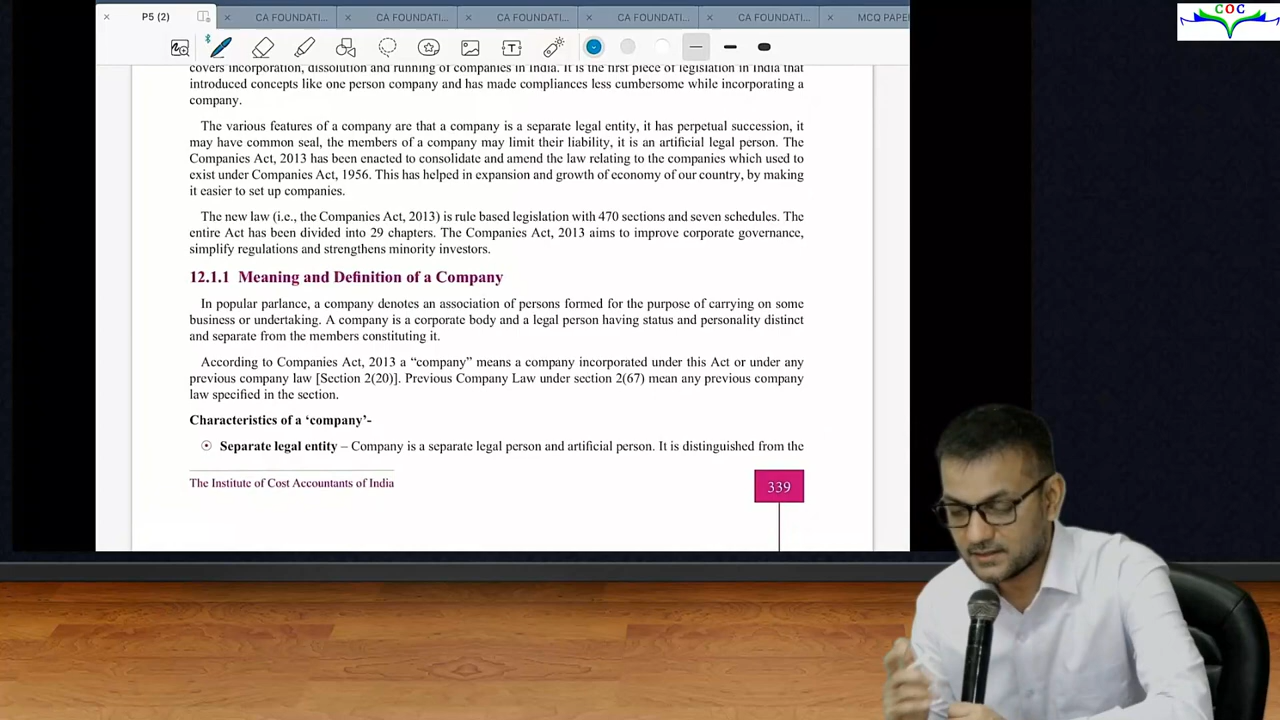 P5 (2)
CA FOUNDATI...
CA FOUNDATI...
CA FOUNDATI...
CA FOUNDATI...
CA FOUNDATI...
MCQ PAPER
COC
covers incorporation, dissolution and running of companies in India. It is the first piece of legislation in India that
introduced concepts like one person company and has made compliances less cumbersome while incorporating a
company.
The various features of a company are that a company is a separate legal entity, it has perpetual succession, it
may have common seal, the members of a company may limit their liability, it is an artificial legal person. The
Companies Act, 2013 has been enacted to consolidate and amend the law relating to the companies which used to
exist under Companies Act, 1956. This has helped in expansion and growth of economy of our country, by making
it easier to set up companies.
The new law (i.e., the Companies Act, 2013) is rule based legislation with 470 sections and seven schedules. The
entire Act has been divided into 29 chapters. The Companies Act, 2013 aims to improve corporate governance,
simplify regulations and strengthens minority investors.
12.1.1 Meaning and Definition of a Company
In popular parlance, a company denotes an association of persons formed for the purpose of carrying on some
business or undertaking. A company is a corporate body and a legal person having status and personality distinct
and separate from the members constituting it.
According to Companies Act, 2013 a “company” means a company incorporated under this Act or under any
previous company law [Section 2(20)]. Previous Company Law under section 2(67) mean any previous company
law specified in the section.
Characteristics of a ‘company’-
Separate legal entity – Company is a separate legal person and artificial person. It is distinguished from the
The Institute of Cost Accountants of India
339